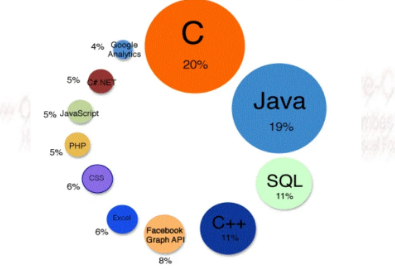 C
20%
Java
19%
SQL
11%
C++
11%
Facebook
Graph API
8%
Excel
6%
CSS
6%
PHP
5%
JavaScript
5%
C#.NET
5%
Google
Analytics
4%